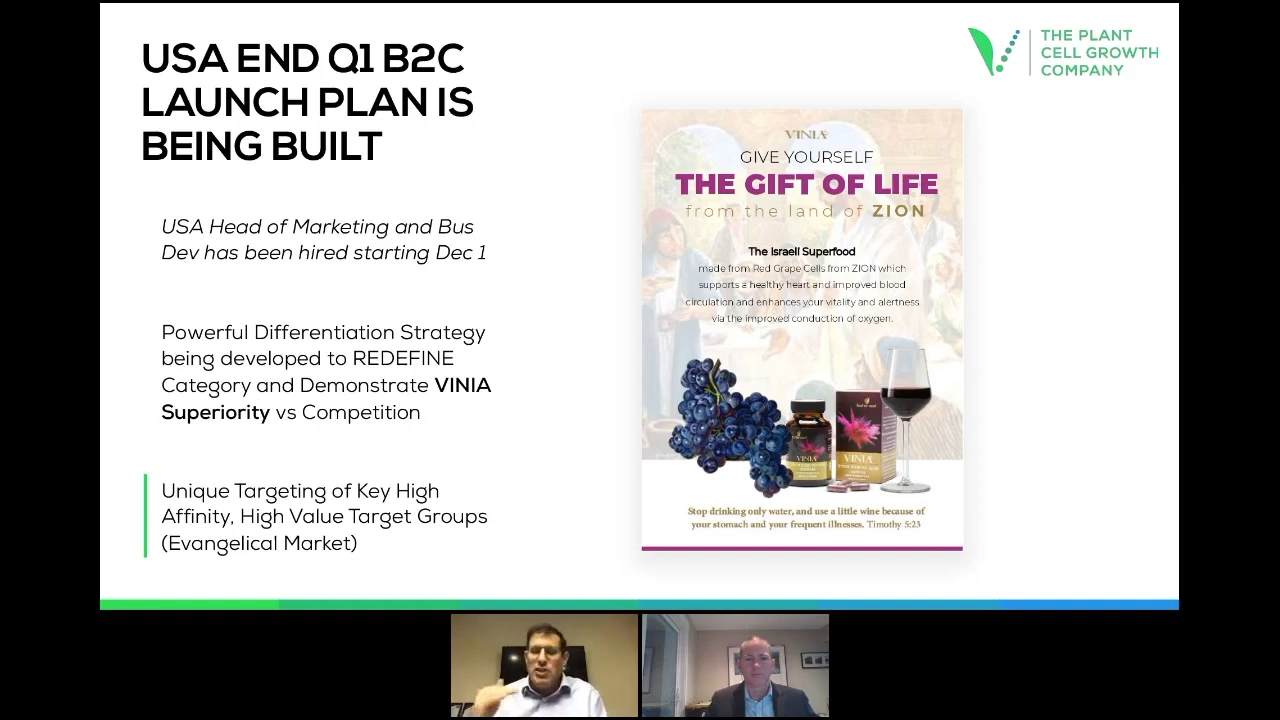 USA END Q1 B2C
LAUNCH PLAN IS
BEING BUILT
USA Head of Marketing and Bus
Dev has been hired starting Dec 1
Powerful Differentiation Strategy
being developed to REDEFINE
Category and Demonstrate VINIA
Superiority vs Competition
Unique Targeting of Key High
Affinity, High Value Target Groups
(Evangelical Market)
THE PLANT
CELL GROWTH
COMPANY
VINIA
GIVE YOURSELF
THE GIFT OF LIFE
from the land of ZION
The Israeli Superfood
made from Red Grape Cells from ZION which
supports a healthy heart and improved blood
circulation and enhances your vitality and alertness
via the improved conduction of oxygen.
VINIA
VINIA
Stop drinking only water, and use a little wine because of
your stomach and your frequent illnesses. Timothy 5:23